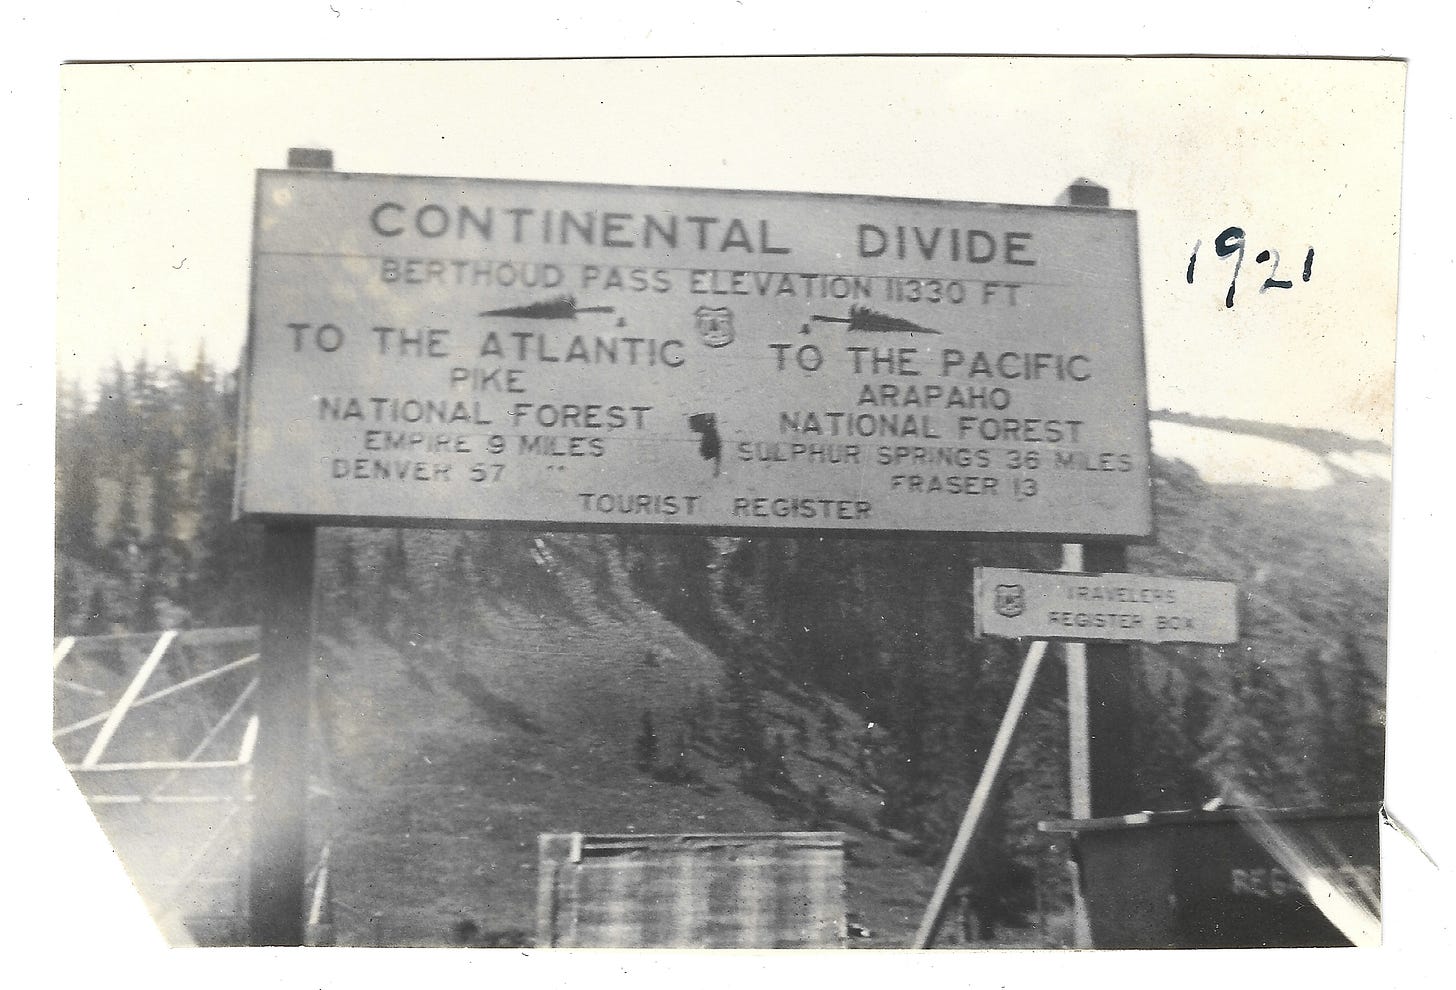 CONTINENTAL DIVIDE
BERTHOUD PASS ELEVATION 11330 FT
TO THE ATLANTIC
PIKE
NATIONAL FOREST
EMPIRE 9 MILES
DENVER 57 "
TO THE PACIFIC
ARAPAHO
NATIONAL FOREST
SULPHUR SPRINGS 36 MILES
FRASER 13
TOURIST REGISTER
1921
TRAVELERS
REGISTER BOX